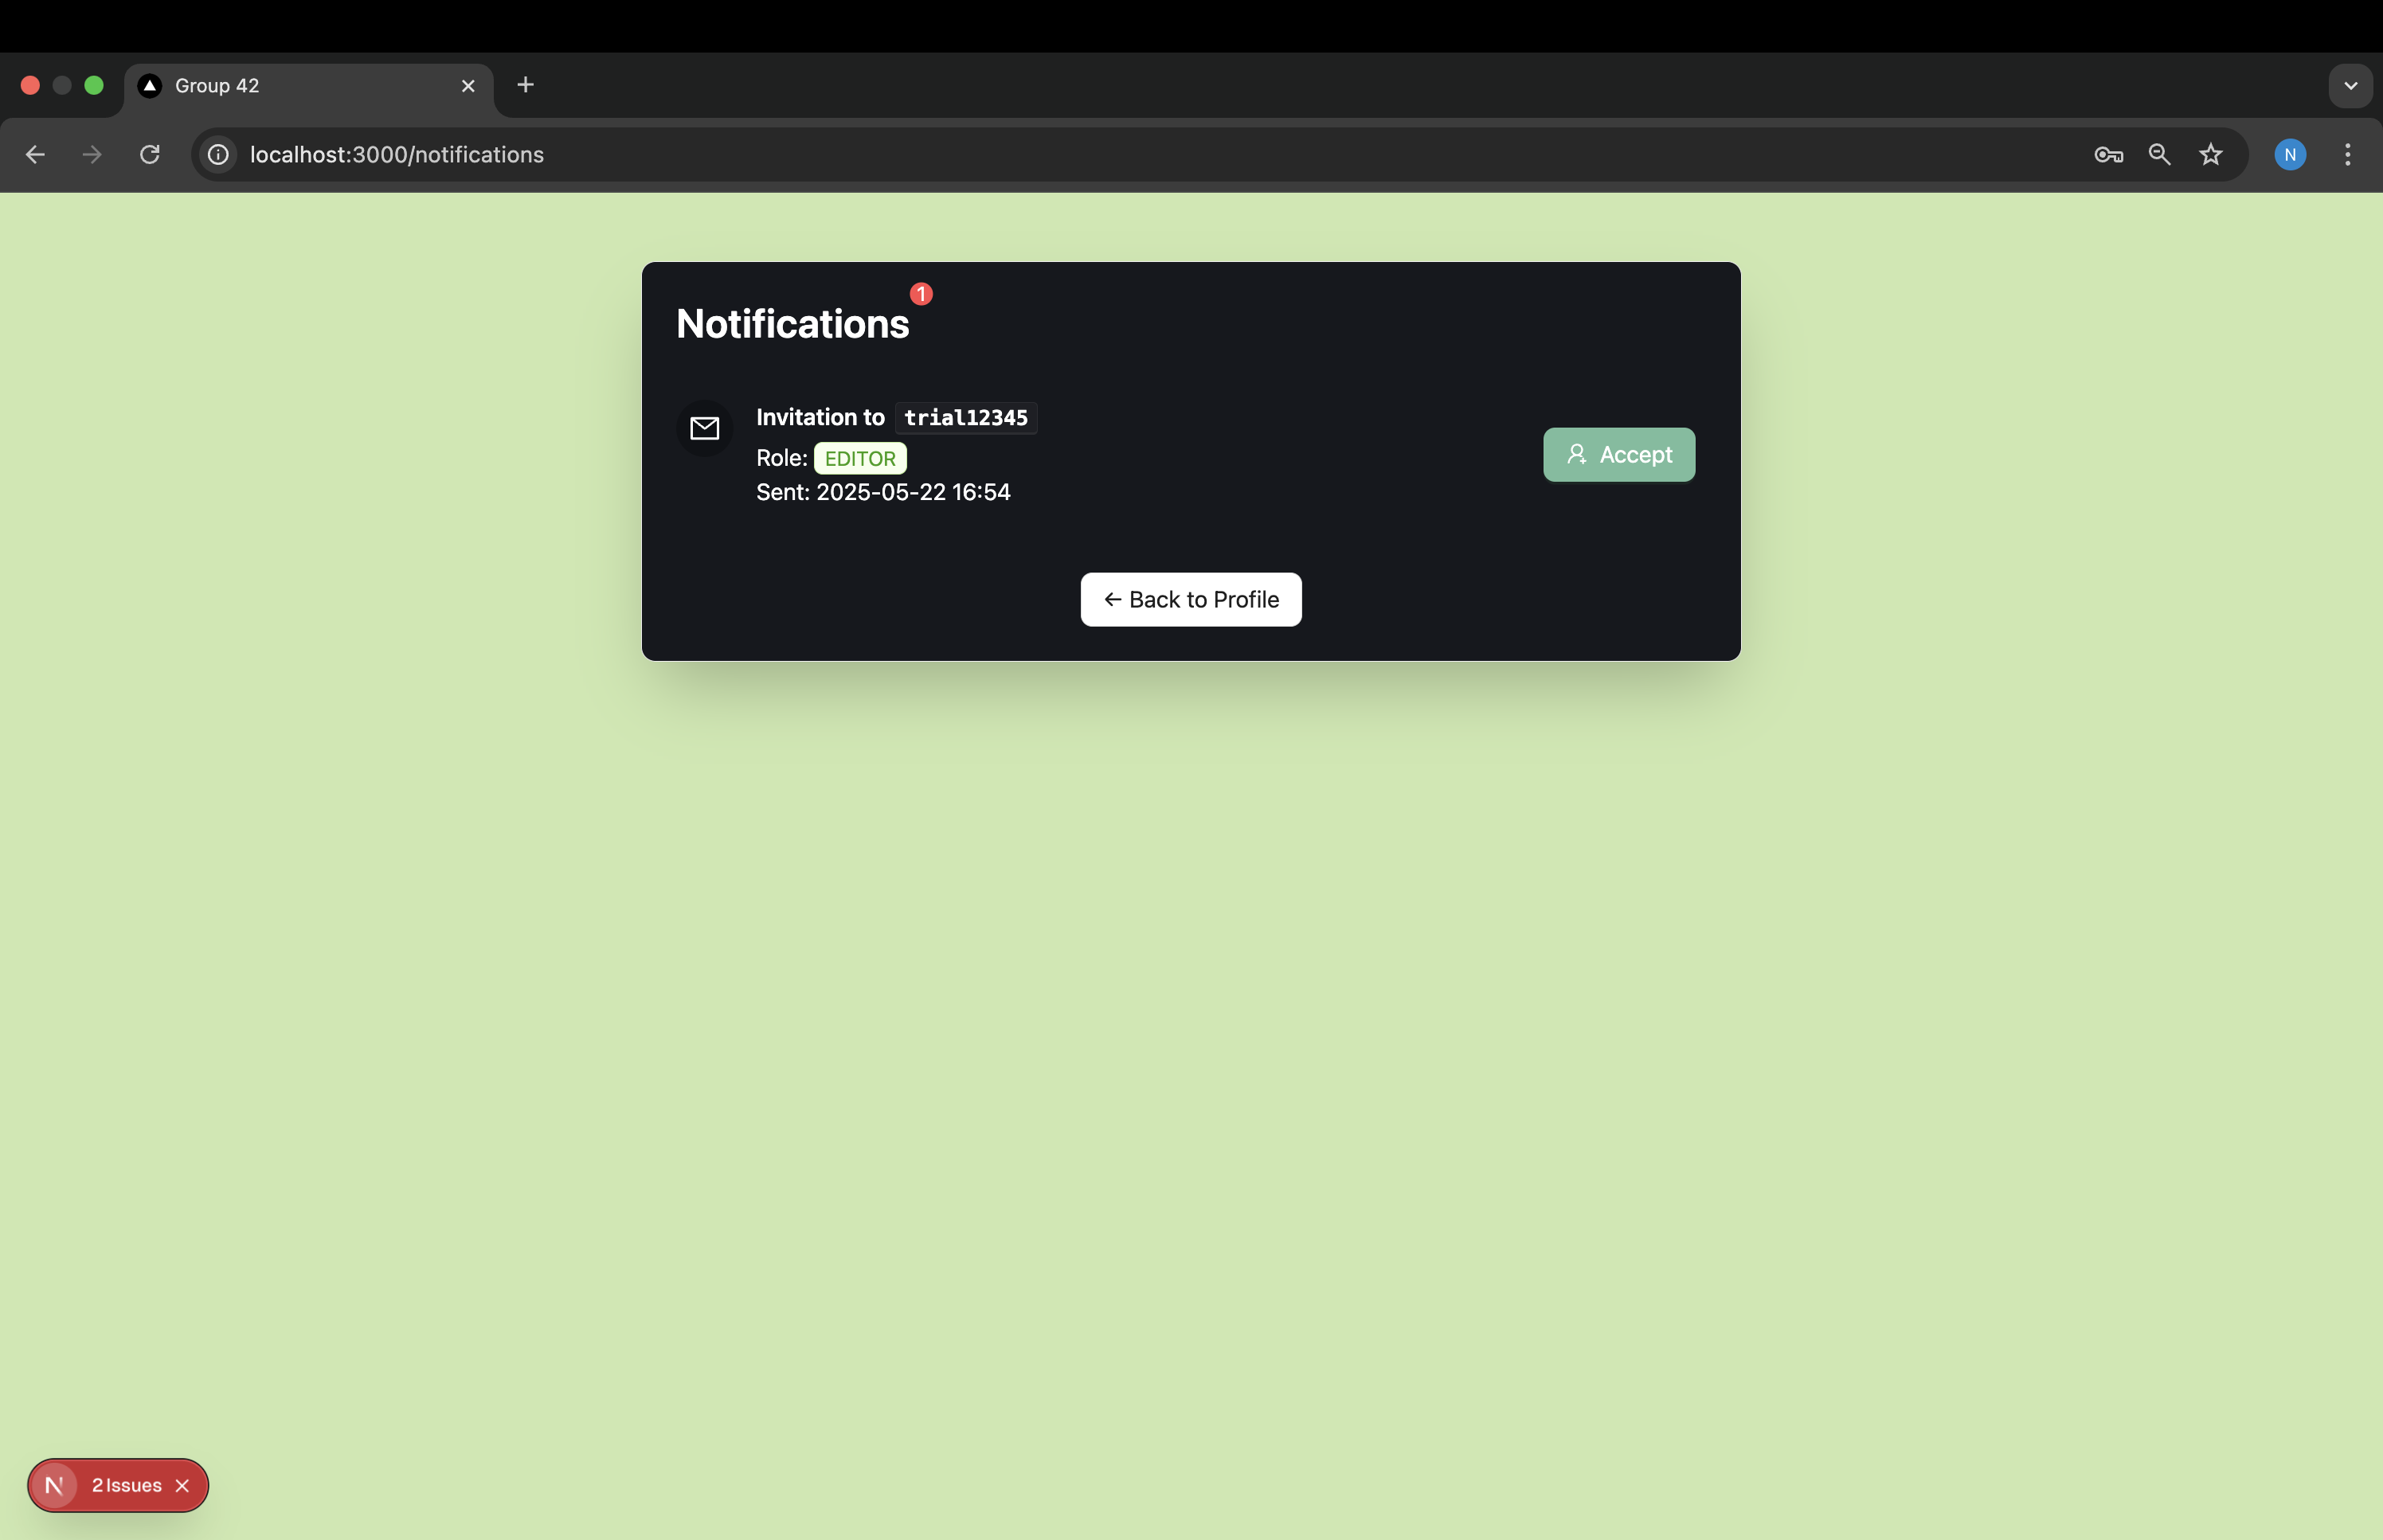 Group 42
localhost:3000/notifications
N
Notifications
1
Invitation to trial12345
Role: EDITOR
Sent: 2025-05-22 16:54
Accept
← Back to Profile
N 2 Issues